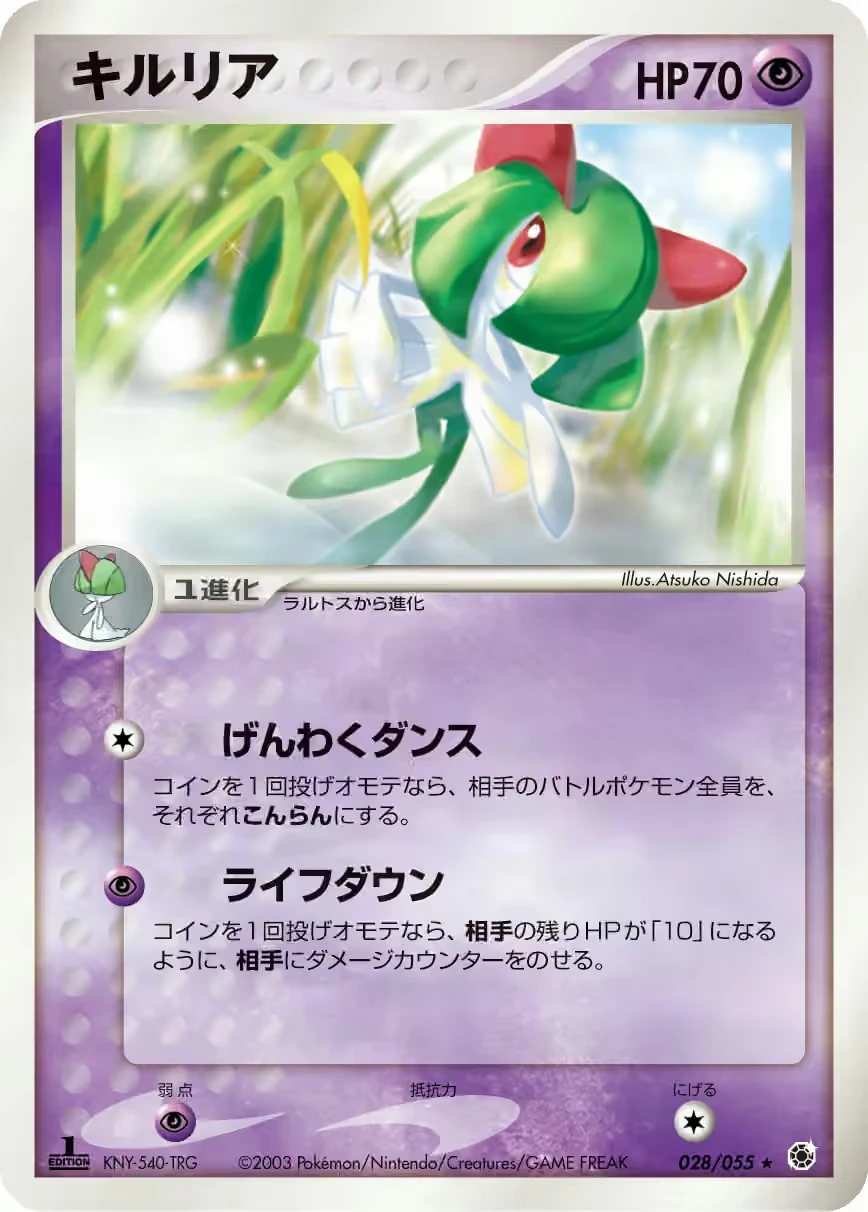 キルリア HP70
Illus.Atsuko Nishida
1進化
ラルトスから進化
げんわくダンス
コインを1回投げオモテなら、相手のバトルポケモン全員を、
それぞれこんらんにする。
ライフダウン
コインを1回投げオモテなら、相手の残りHPが「10」になる
ように、相手にダメージカウンターをのせる。
弱点 抵抗力 にげる
1 EDITION KNY-540-TRG ©2003 Pokémon/Nintendo/Creatures/GAME FREAK 028/055 ★